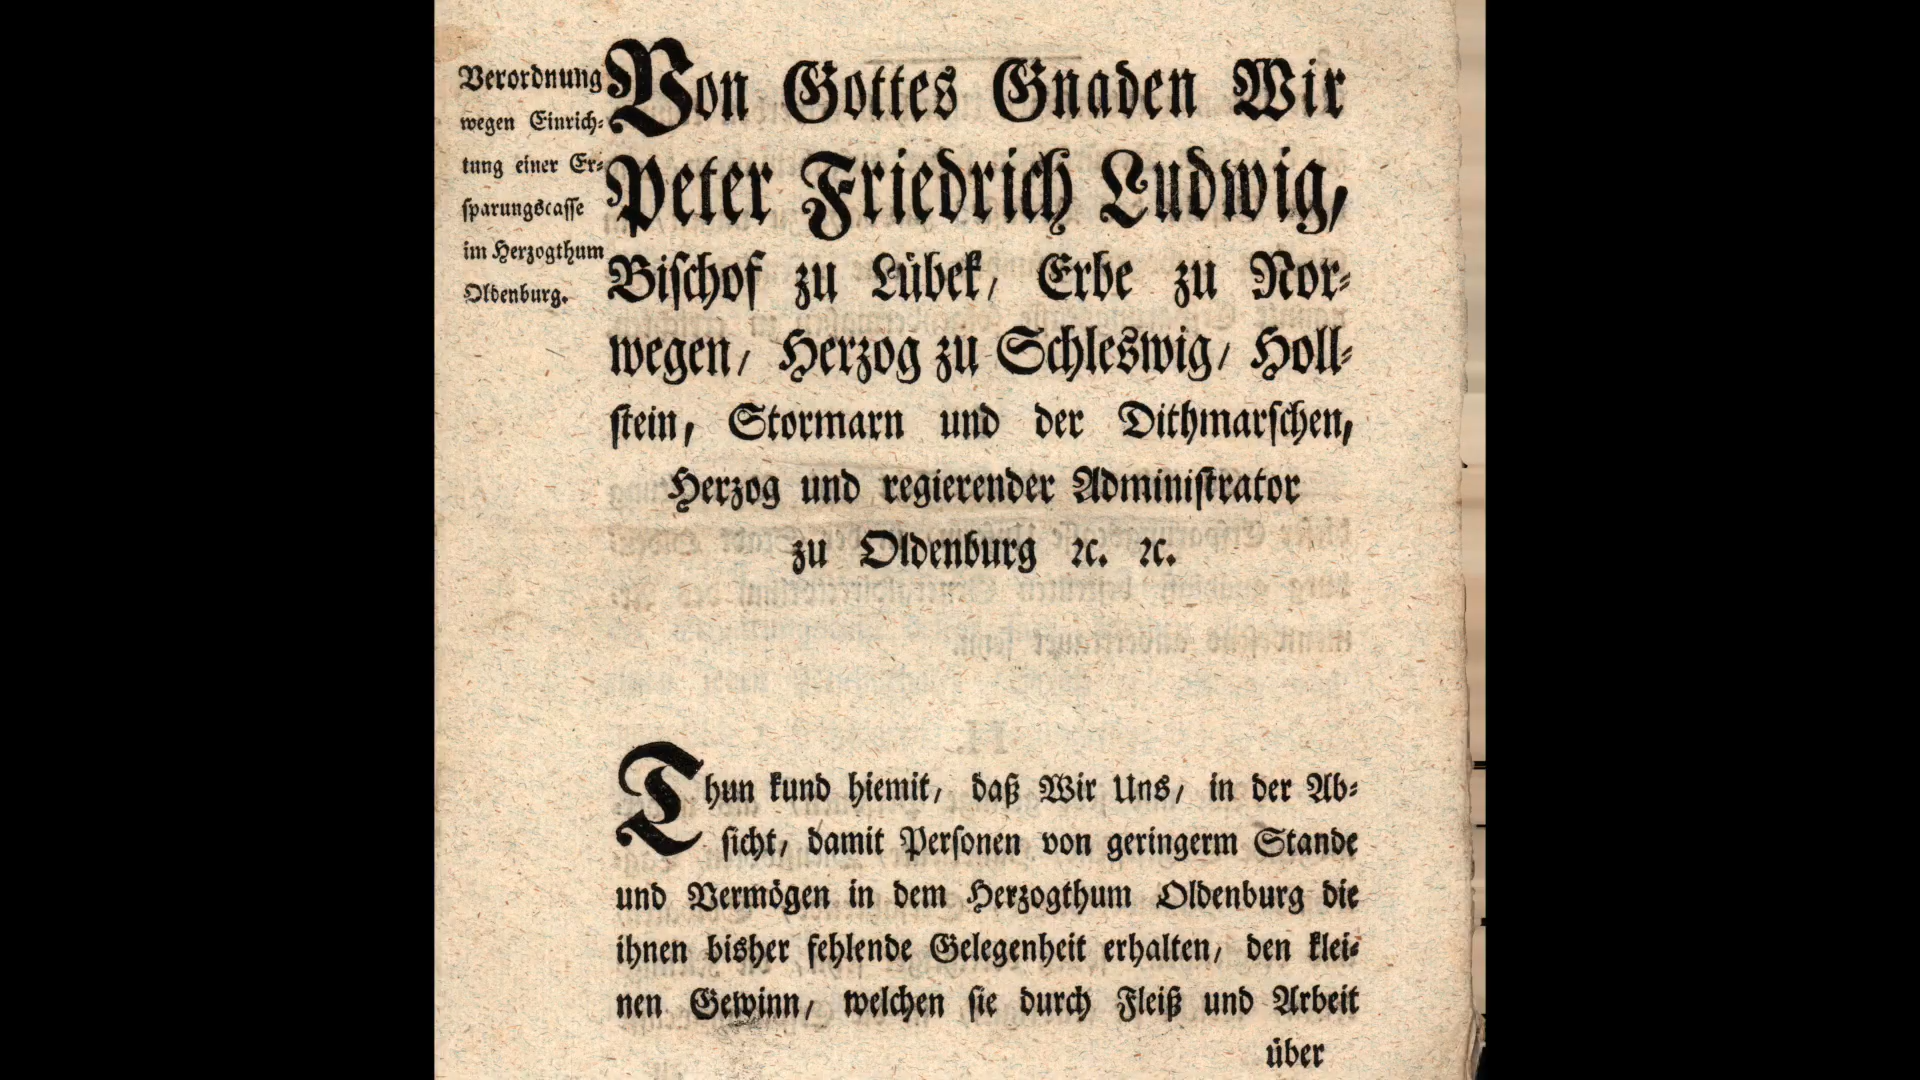 Verordnung
wegen Einrich-
tung einer Er-
sparungscasse
im Herzogthum
Oldenburg.
Von Gottes Gnaden Wir
Peter Friedrich Ludwig,
Bischof zu Lübek, Erbe zu Nor-
wegen, Herzog zu Schleswig, Holl-
stein, Stormarn und der Dithmarschen,
Herzog und regierender Administrator
zu Oldenburg ꝛc. ꝛc.
Thun kund hiemit, daß Wir Uns, in der Ab-
sicht, damit Personen von geringerm Stande
und Vermögen in dem Herzogthum Oldenburg die
ihnen bisher fehlende Gelegenheit erhalten, den klei-
nen Gewinn, welchen sie durch Fleiß und Arbeit
über